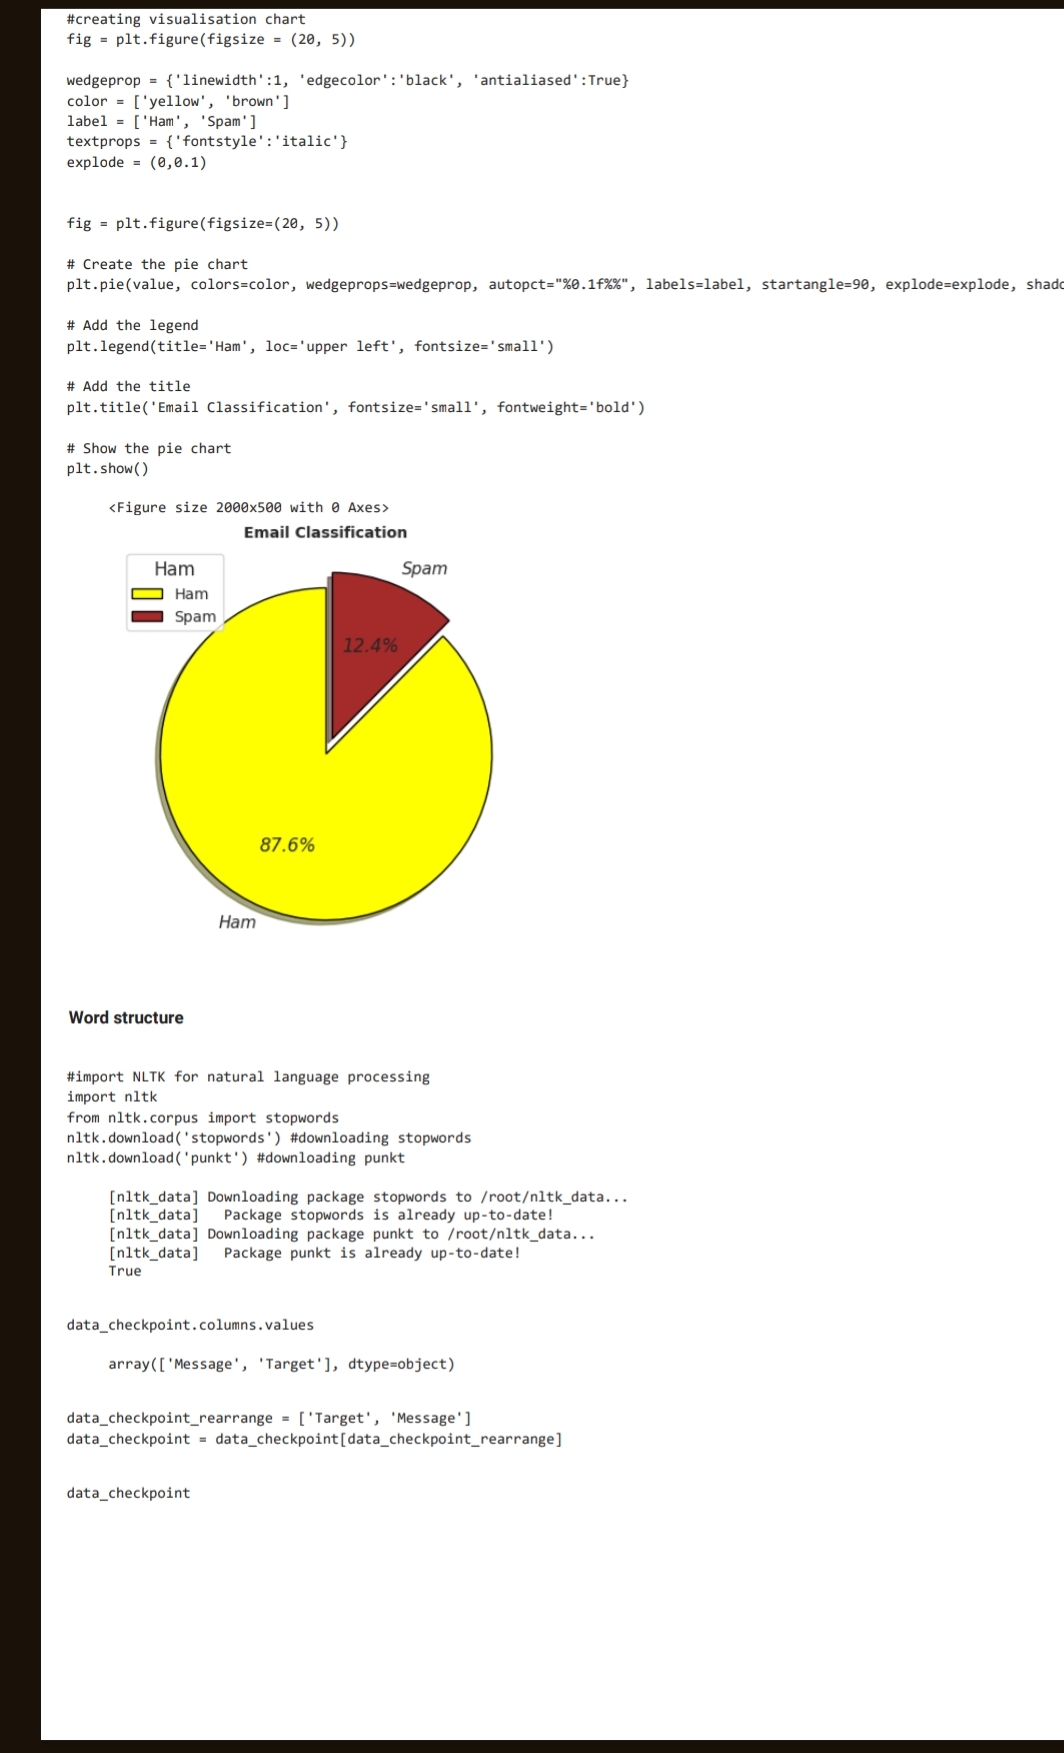 #creating visualisation chart
fig = plt.figure(figsize = (20, 5))
wedgeprop = {'linewidth':1, 'edgecolor':'black', 'antialiased':True}
color = ['yellow', 'brown']
label = ['Ham', 'Spam']
textprops = {'fontstyle':'italic'}
explode = (0,0.1)
fig = plt.figure(figsize=(20, 5))
# Create the pie chart
plt.pie(value, colors=color, wedgeprops=wedgeprop, autopct="%0.1f%%", labels=label, startangle=90, explode=explode, shad
# Add the legend
plt.legend(title='Ham', loc='upper left', fontsize='small')
# Add the title
plt.title('Email Classification', fontsize='small', fontweight='bold')
# Show the pie chart
plt.show()
<Figure size 2000x500 with 0 Axes>
Email Classification
Ham
Ham
Spam
Spam
12.4%
87.6%
Ham
Word structure
#import NLTK for natural language processing
import nltk
from nltk.corpus import stopwords
nltk.download('stopwords') #downloading stopwords
nltk.download('punkt') #downloading punkt
[nltk_data] Downloading package stopwords to /root/nltk_data...
[nltk_data]   Package stopwords is already up-to-date!
[nltk_data] Downloading package punkt to /root/nltk_data...
[nltk_data]   Package punkt is already up-to-date!
True
data_checkpoint.columns.values
array(['Message', 'Target'], dtype=object)
data_checkpoint_rearrange = ['Target', 'Message']
data_checkpoint = data_checkpoint[data_checkpoint_rearrange]
data_checkpoint